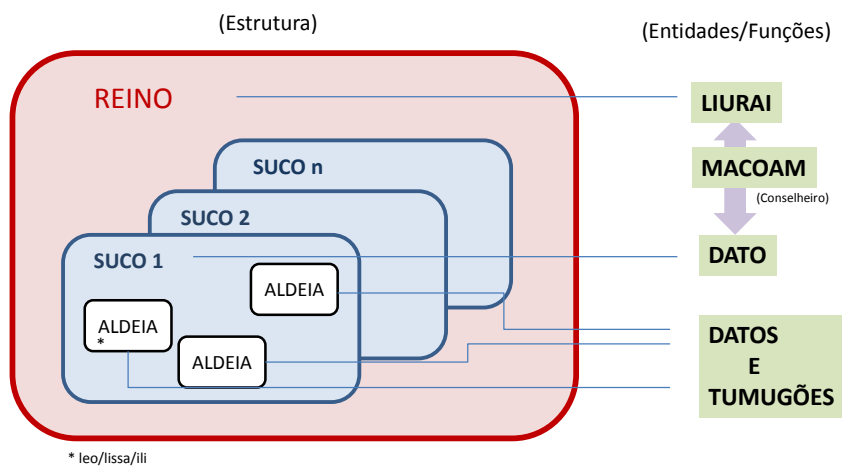 (Estrutura)
(Entidades/Funções)
REINO
LIURAI
SUCO n
MACOAM
(Conselheiro)
SUCO 2
SUCO 1
DATO
ALDEIA
ALDEIA
*
ALDEIA
DATOS
E
TUMUGÕES
* leo/lissa/ili